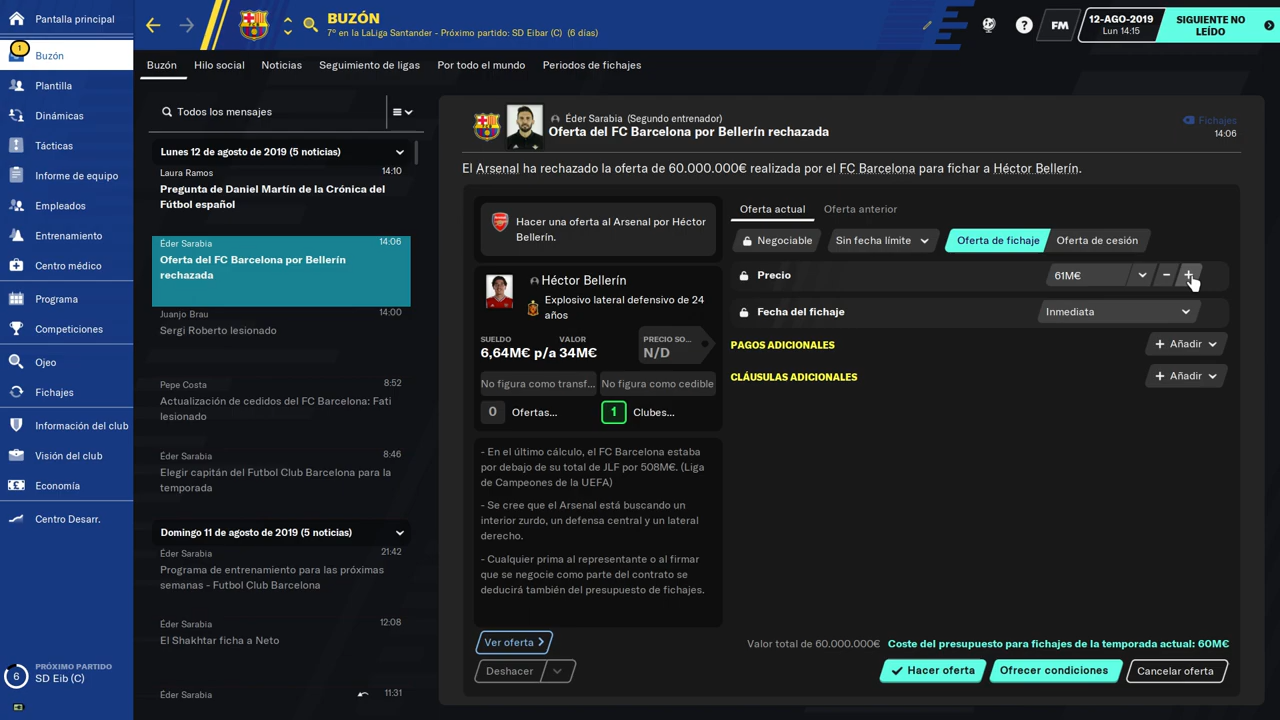 Pantalla principal
1
Buzón
Plantilla
Dinámicas
Tácticas
Informe de equipo
Empleados
Entrenamiento
Centro médico
Programa
Competiciones
Ojeo
Fichajes
Información del club
Visión del club
Economía
Centro Desarr.
6
PRÓXIMO PARTIDO
SD Eib (C)
BUZÓN
7º en la LaLiga Santander - Próximo partido: SD Eibar (C) (6 días)
?
FM
12-AGO-2019
Lun 14:15
SIGUIENTE NO
LEÍDO
Buzón
Hilo social
Noticias
Seguimiento de ligas
Por todo el mundo
Periodos de fichajes
Todos los mensajes
Lunes 12 de agosto de 2019 (5 noticias)
Laura Ramos 14:10
Pregunta de Daniel Martín de la Crónica del
Fútbol español
Éder Sarabia 14:06
Oferta del FC Barcelona por Bellerín
rechazada
Juanjo Brau 14:00
Sergi Roberto lesionado
Pepe Costa 8:52
Actualización de cedidos del FC Barcelona: Fati
lesionado
Éder Sarabia 8:46
Elegir capitán del Futbol Club Barcelona para la
temporada
Domingo 11 de agosto de 2019 (5 noticias)
Éder Sarabia 21:42
Programa de entrenamiento para las próximas
semanas - Futbol Club Barcelona
Éder Sarabia 12:08
El Shakhtar ficha a Neto
Éder Sarabia 11:31
Éder Sarabia (Segundo entrenador)
Oferta del FC Barcelona por Bellerín rechazada
Fichajes
14:06
El Arsenal ha rechazado la oferta de 60.000.000€ realizada por el FC Barcelona para fichar a Héctor Bellerín.
Hacer una oferta al Arsenal por Héctor
Bellerín.
Héctor Bellerín
Explosivo lateral defensivo de 24
años
SUELDO VALOR PRECIO SO...
6,64M€ p/a 34M€ N/D
No figura como transf... No figura como cedible
0 Ofertas... 1 Clubes...
- En el último cálculo, el FC Barcelona estaba
por debajo de su total de JLF por 508M€. (Liga
de Campeones de la UEFA)
- Se cree que el Arsenal está buscando un
interior zurdo, un defensa central y un lateral
derecho.
- Cualquier prima al representante o al firmar
que se negocie como parte del contrato se
deducirá también del presupuesto de fichajes.
Ver oferta
Deshacer
Oferta actual Oferta anterior
Negociable Sin fecha límite Oferta de fichaje Oferta de cesión
Precio 61M€ - +
Fecha del fichaje Inmediata
PAGOS ADICIONALES + Añadir
CLÁUSULAS ADICIONALES + Añadir
Valor total de 60.000.000€ Coste del presupuesto para fichajes de la temporada actual: 60M€
Hacer oferta Ofrecer condiciones Cancelar oferta